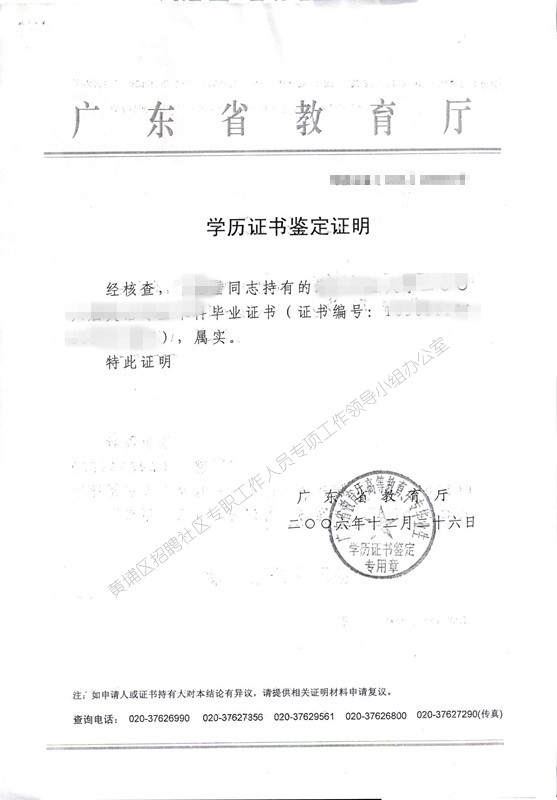 广东省教育厅
学历证书鉴定证明
经核查，
同志持有的
毕业证书（证书编号：
），属实。
特此证明
黄埔区招聘社区专职工作人员专项工作领导小组办公室
广东省教育厅
二〇〇六年十二月二十六日
学历证书鉴定
专用章
注：如申请人或证书持有人对本结论有异议，请提供相关证明材料申请复议。
查询电话： 020-37626990 020-37627356 020-37629561 020-37626800 020-37627290(传真)